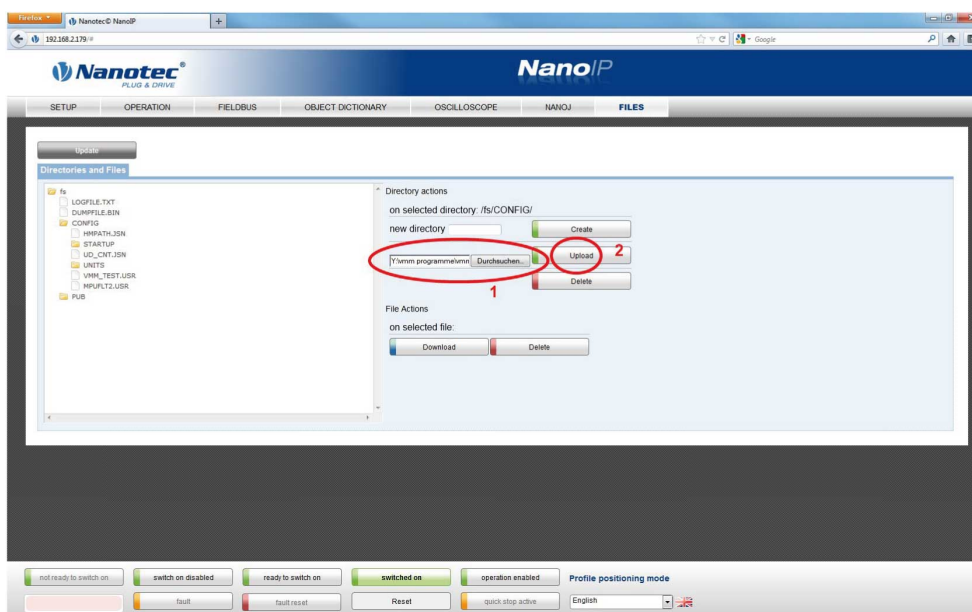 Firefox
Nanotec© NanoIP
192.168.2.179/#
Google
Nanotec®
PLUG & DRIVE
NanoIP
SETUP OPERATION FIELDBUS OBJECT DICTIONARY OSCILLOSCOPE NANOJ FILES
Update
Directories and Files
fs
LOGFILE.TXT
DUMPFILE.BIN
CONFIG
HMPATH.JSN
STARTUP
UD_CNT.JSN
UNITS
VMM_TEST.USR
MPUFLT2.USR
PUB
Directory actions
on selected directory: /fs/CONFIG/
new directory Create
Y:\vmm programme\vmm Durchsuchen... Upload 2
1
Delete
File Actions
on selected file:
Download Delete
not ready to switch on switch on disabled ready to switch on switched on operation enabled Profile positioning mode
fault fault reset Reset quick stop active English